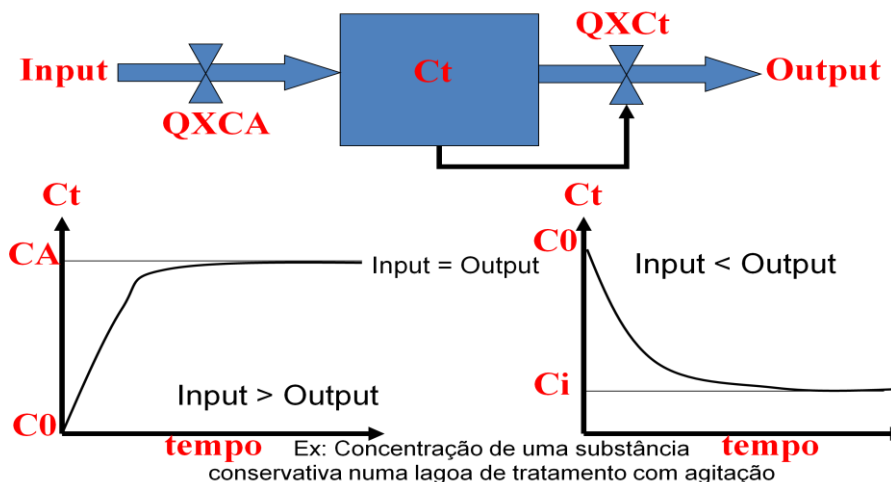 QXCt
Input
Ct
Output
QXCA
Ct
CA
Input = Output
Input > Output
C0
tempo
Ct
C0
Input < Output
Ci
tempo
Ex: Concentração de uma substância
conservativa numa lagoa de tratamento com agitação